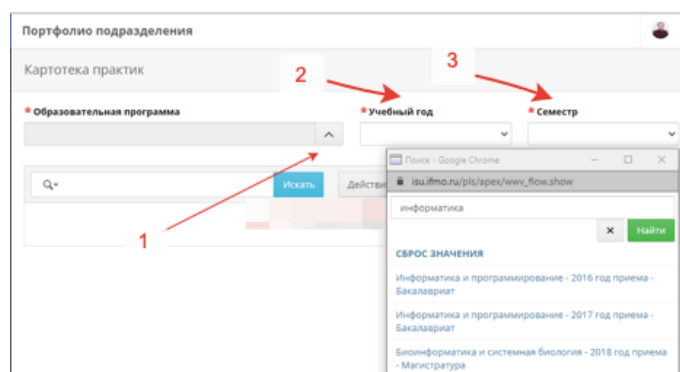 Портфолио подразделения
Картотека практик
2
3
* Образовательная программа
* Учебный год
* Семестр
Искать
Действи
1
Поиск - Google Chrome
isu.ifmo.ru/pls/apex/wwv_flow.show
информатика
Найти
СБРОС ЗНАЧЕНИЯ
Информатика и программирование - 2016 год приема -
Бакалавриат
Информатика и программирование - 2017 год приема -
Бакалавриат
Биоинформатика и системная биология - 2018 год приема
- Магистратура